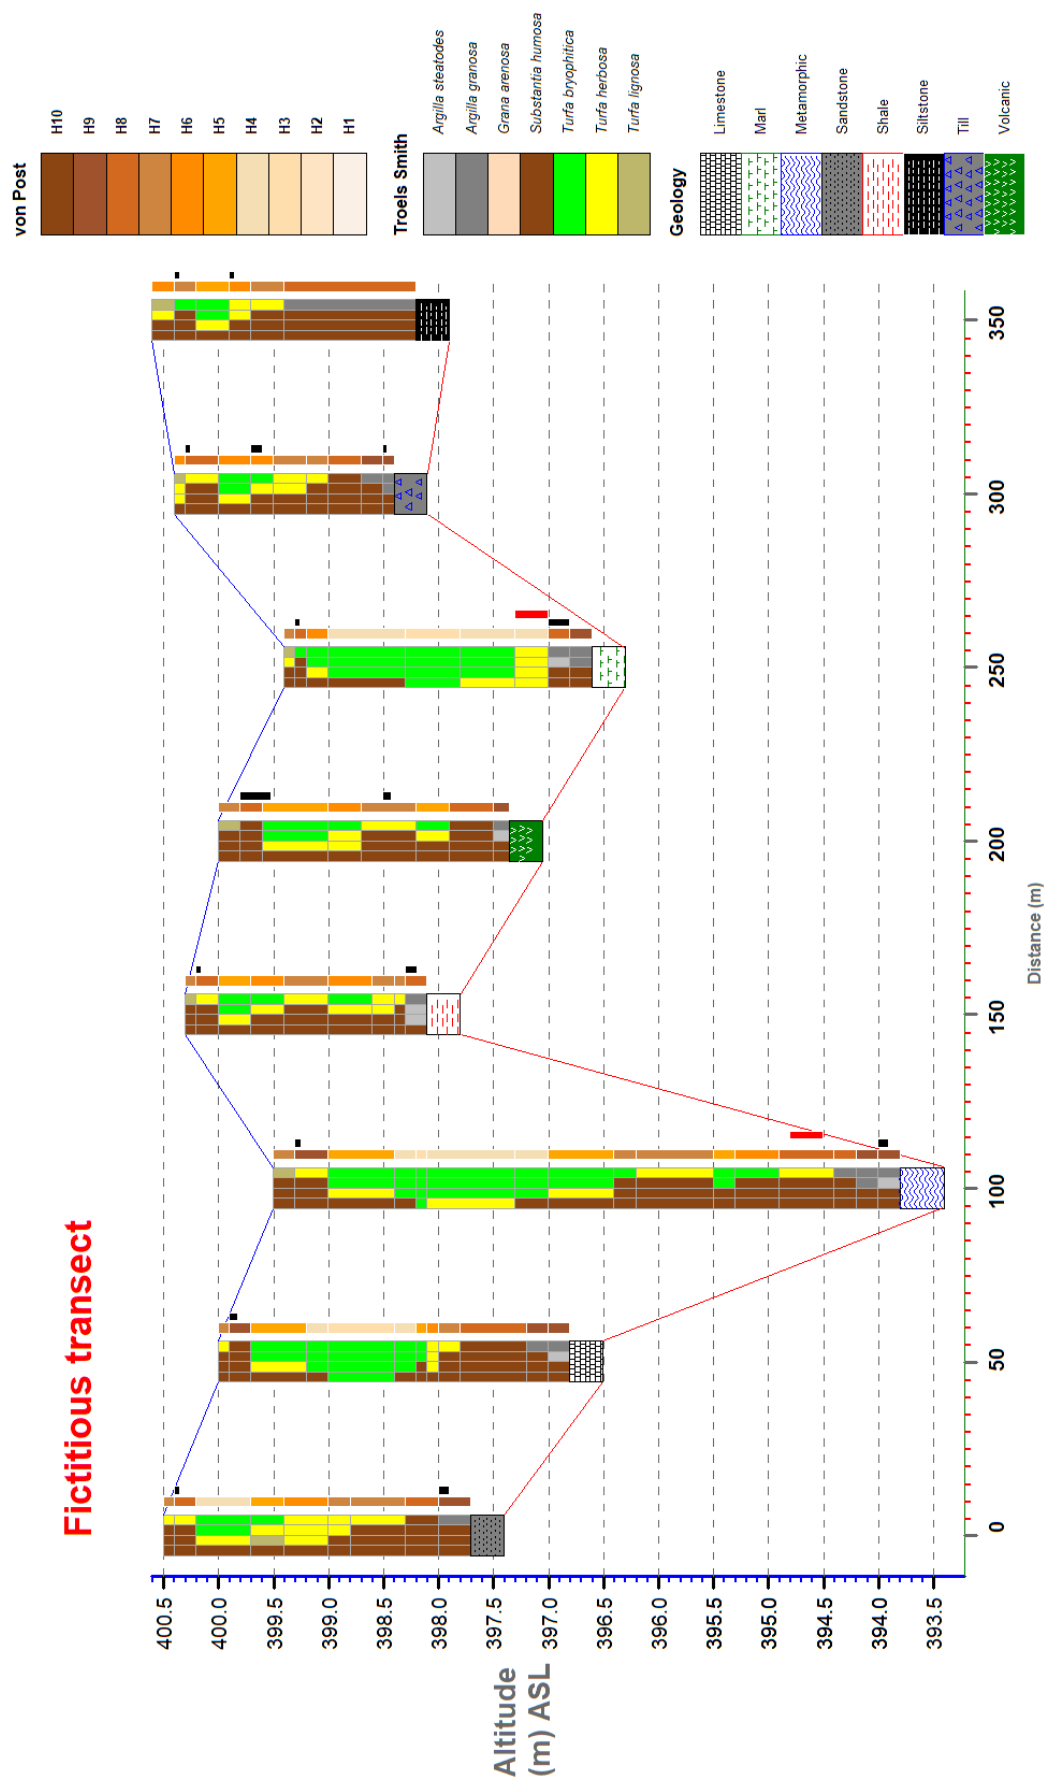 Fictitious transect
von Post
H10
H9
H8
H7
H6
H5
H4
H3
H2
H1
Troels Smith
Argilla steatodes
Argilla granosa
Grana arenosa
Substantia humosa
Turfa bryophitica
Turfa herbosa
Turfa lignosa
Geology
Limestone
Marl
Metamorphic
Sandstone
Shale
Siltstone
Till
Volcanic
Altitude
(m) ASL
400.5
400.0
399.5
399.0
398.5
398.0
397.5
397.0
396.5
396.0
395.5
395.0
394.5
394.0
393.5
0
50
100
150
200
250
300
350
Distance (m)